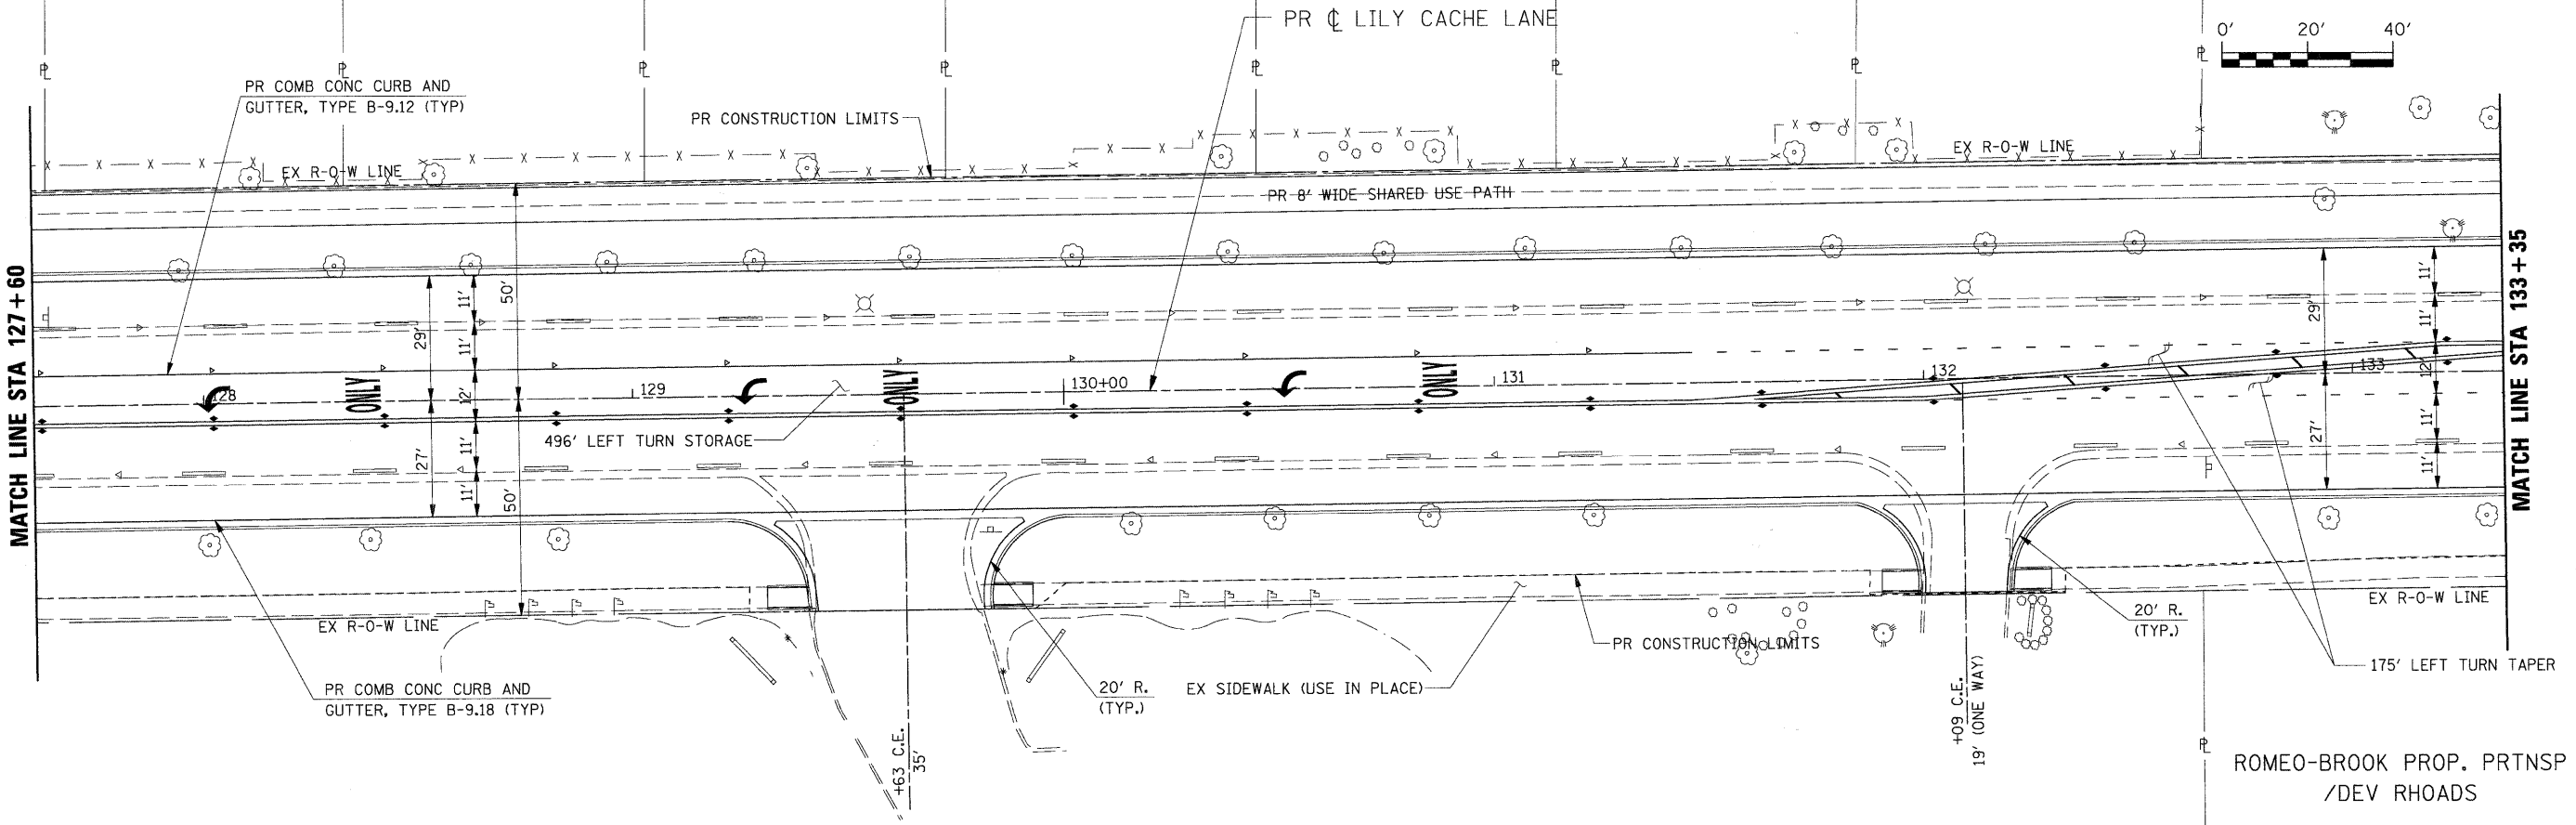 PR ℄ LILY CACHE LANE
0' 20' 40'
℄ ℄ ℄ ℄ ℄ ℄ ℄ ℄
PR COMB CONC CURB AND
GUTTER, TYPE B-9.12 (TYP)
PR CONSTRUCTION LIMITS
EX R-O-W LINE
EX R-O-W LINE
PR 8' WIDE SHARED USE PATH
MATCH LINE STA 127+60
29'
11'
11'
12'
11'
11'
27'
50'
50'
128
ONLY
129
ONLY
130+00
ONLY
131
132
133
29'
27'
11'
11'
12'
11'
11'
MATCH LINE STA 133+35
496' LEFT TURN STORAGE
EX R-O-W LINE
PR COMB CONC CURB AND
GUTTER, TYPE B-9.18 (TYP)
+63 C.E.
35'
20' R.
(TYP.)
EX SIDEWALK (USE IN PLACE)
PR CONSTRUCTION LIMITS
+09 C.E.
19' (ONE WAY)
20' R.
(TYP.)
EX R-O-W LINE
175' LEFT TURN TAPER
ROMEO-BROOK PROP. PRTNSP
/DEV RHOADS